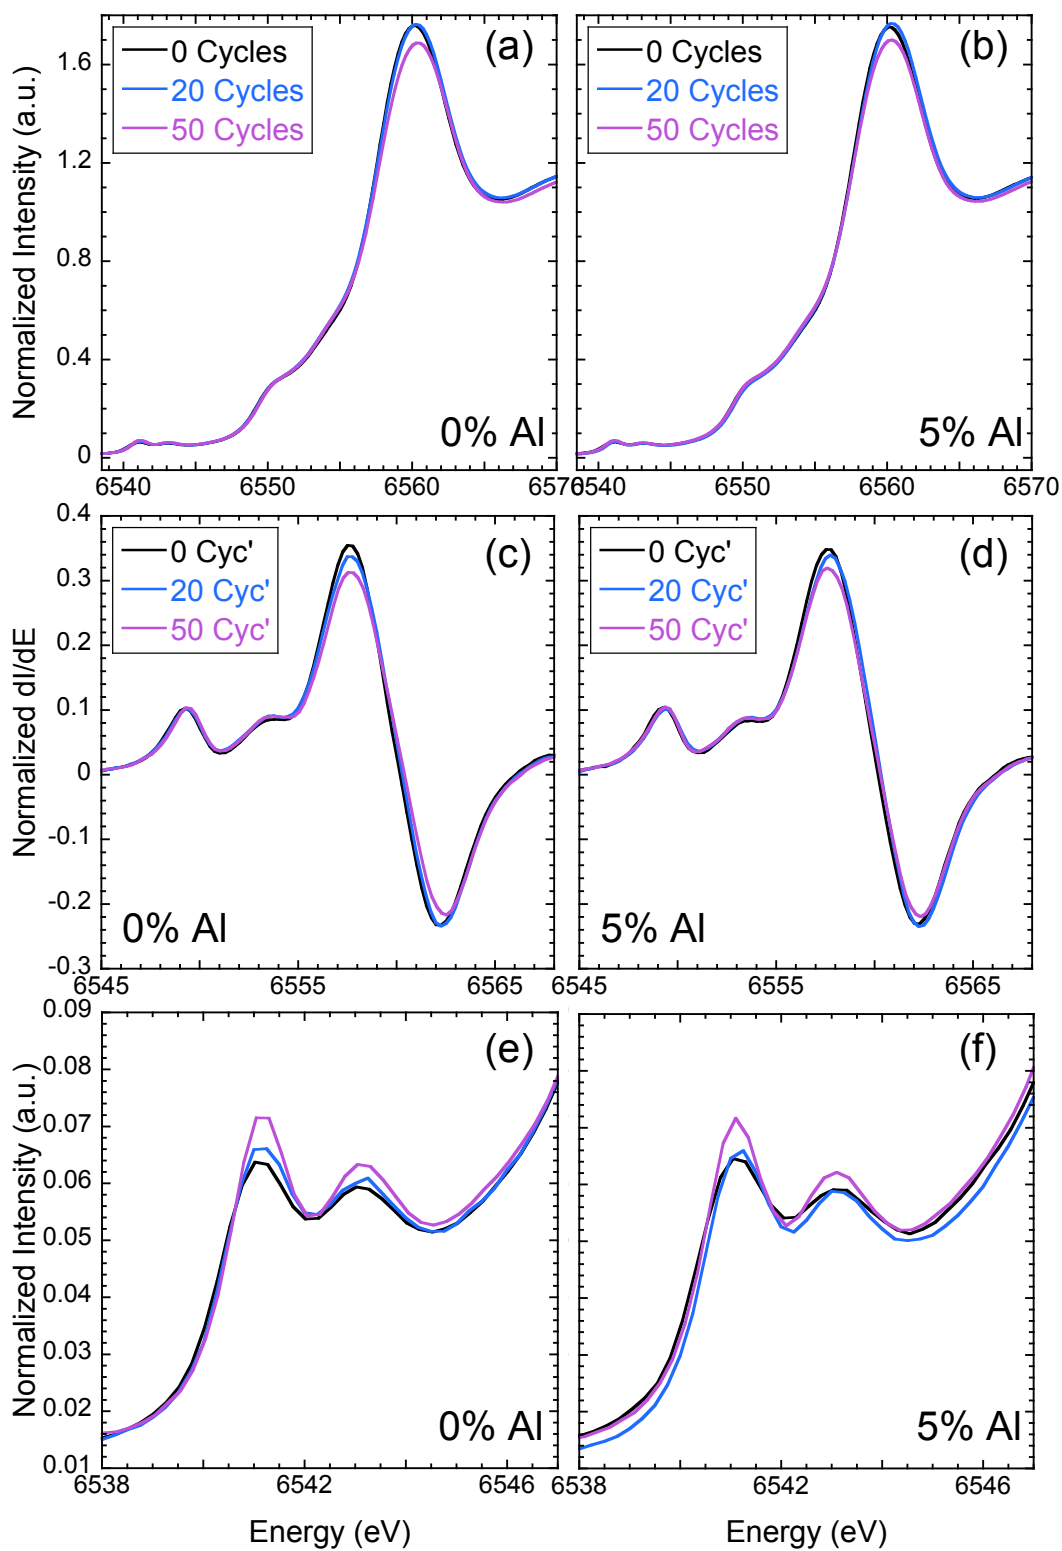 (a)
0 Cycles
20 Cycles
50 Cycles
1.6
1.2
0.8
0.4
0
Normalized Intensity (a.u.)
0% Al
6540
6550
6560
6570
(b)
0 Cycles
20 Cycles
50 Cycles
5% Al
6540
6550
6560
6570
(c)
0 Cyc'
20 Cyc'
50 Cyc'
0.4
0.3
0.2
0.1
0
-0.1
-0.2
-0.3
Normalized dI/dE
0% Al
6545
6555
6565
(d)
0 Cyc'
20 Cyc'
50 Cyc'
5% Al
6545
6555
6565
(e)
0.09
0.08
0.07
0.06
0.05
0.04
0.03
0.02
0.01
Normalized Intensity (a.u.)
0% Al
6538
6542
6546
Energy (eV)
(f)
5% Al
6538
6542
6546
Energy (eV)